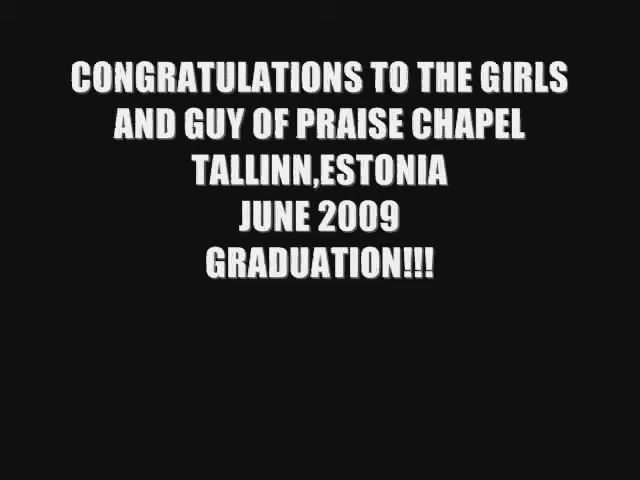 CONGRATULATIONS TO THE GIRLS
AND GUY OF PRAISE CHAPEL
TALLINN,ESTONIA
JUNE 2009
GRADUATION!!!